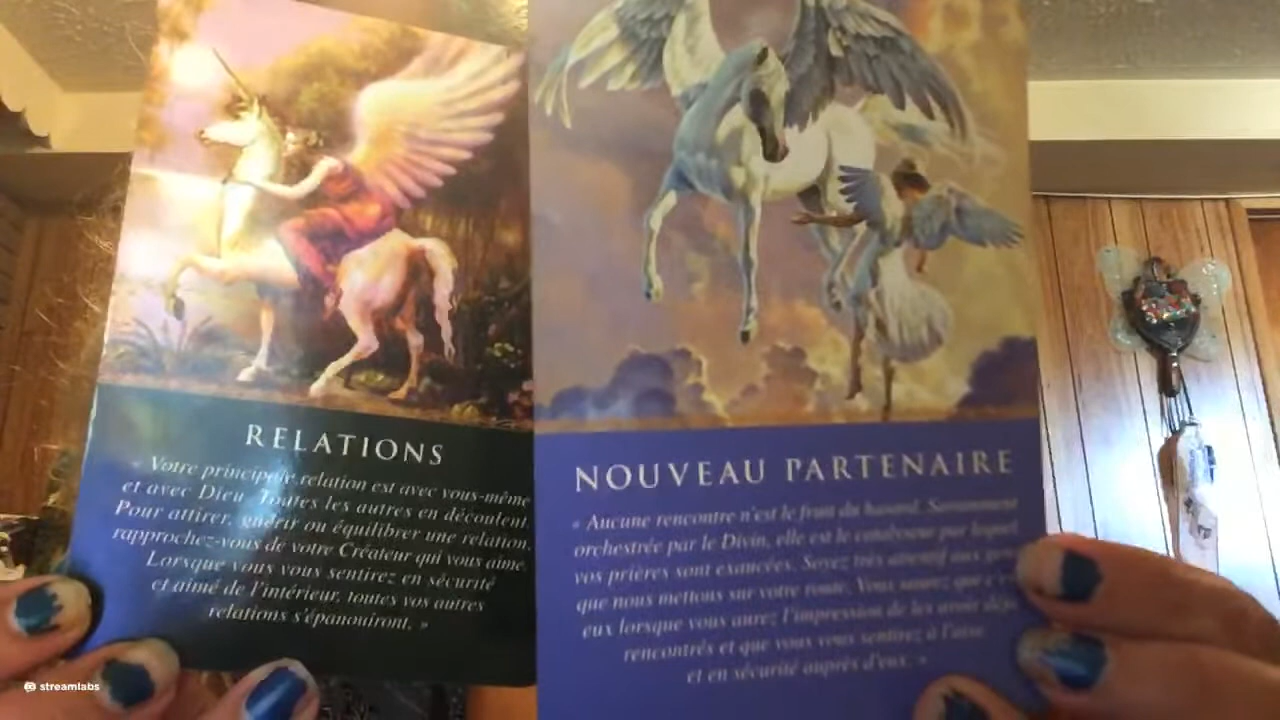 RELATIONS
« Votre principale relation est avec vous-même
et avec Dieu. Toutes les autres en découlent.
Pour attirer, guérir ou équilibrer une relation,
rapprochez-vous de votre Créateur qui vous aime.
Lorsque vous vous sentirez en sécurité
et aimé de l'intérieur, toutes vos autres
relations s'épanouiront. »
NOUVEAU PARTENAIRE
« Aucune rencontre n'est le fruit du hasard. Savamment
orchestrée par le Divin, elle est le catalyseur par lequel
vos prières sont exaucées. Soyez très attentif aux gens
que nous mettons sur votre route. Vous saurez que c'est
eux lorsque vous aurez l'impression de les avoir déjà
rencontrés et que vous vous sentirez à l'aise
et en sécurité auprès d'eux. »
streamlabs